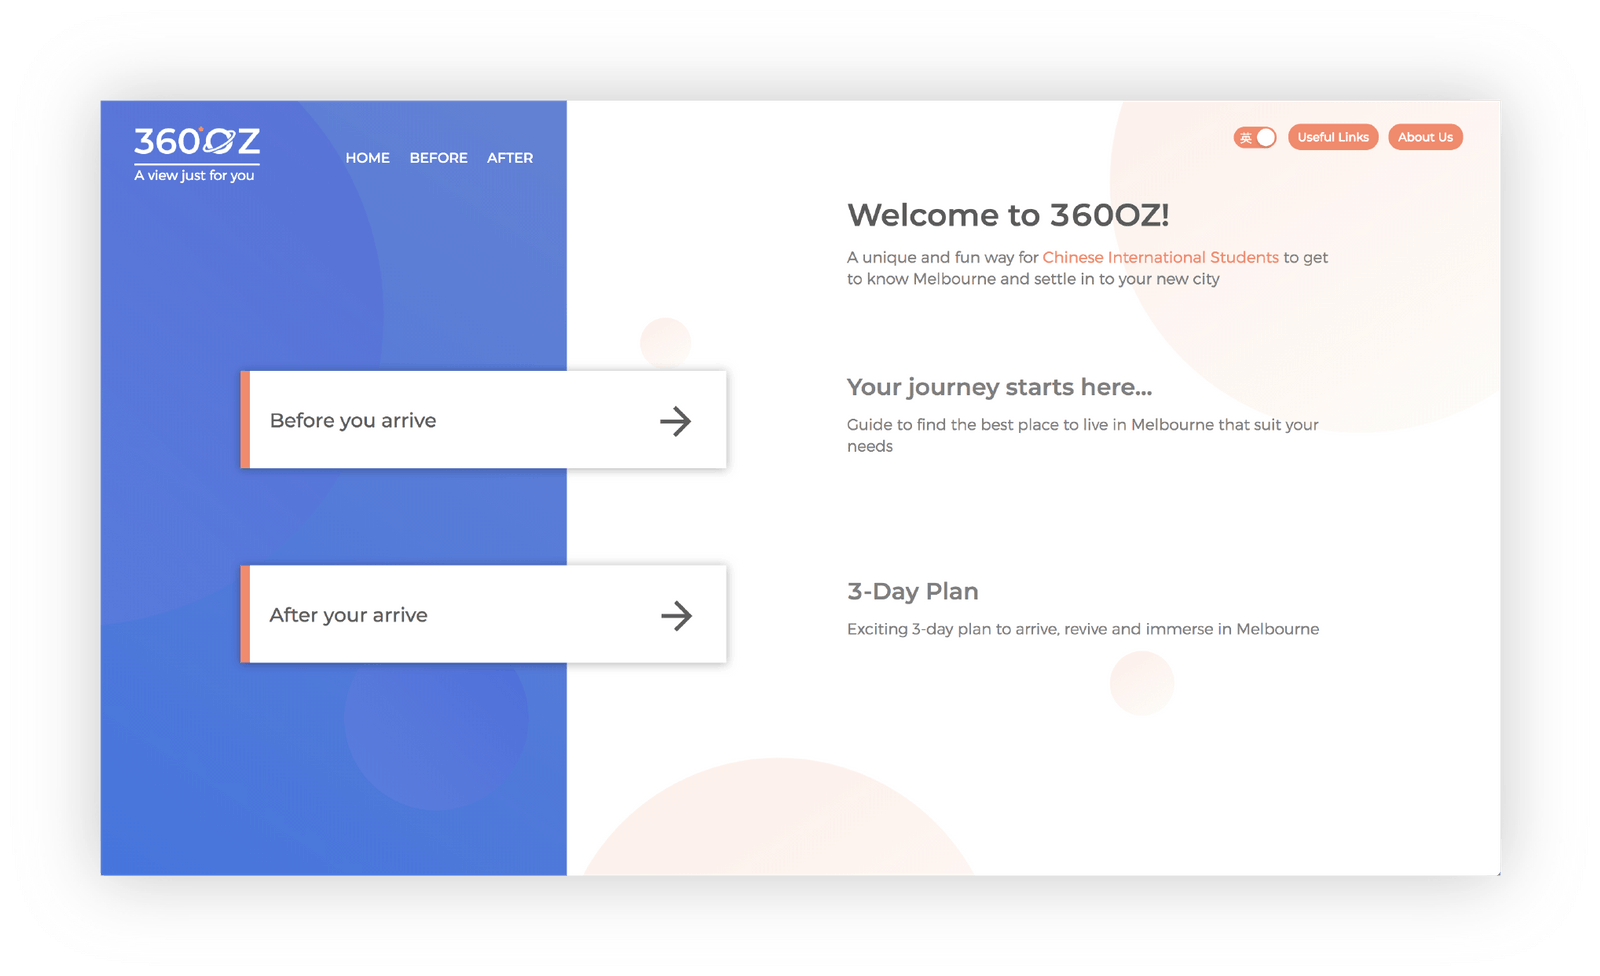 360OZ
A view just for you
HOME BEFORE AFTER
英 Useful Links About Us
Welcome to 360OZ!
A unique and fun way for Chinese International Students to get
to know Melbourne and settle in to your new city
Before you arrive
Your journey starts here...
Guide to find the best place to live in Melbourne that suit your
needs
After your arrive
3-Day Plan
Exciting 3-day plan to arrive, revive and immerse in Melbourne